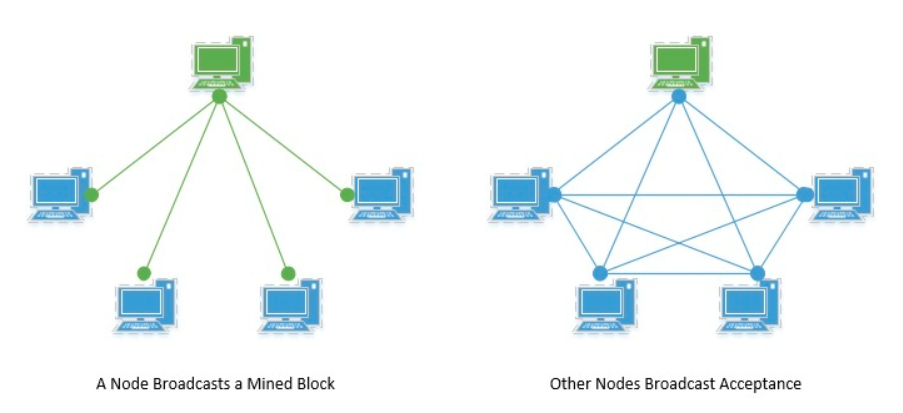 A Node Broadcasts a Mined Block
Other Nodes Broadcast Acceptance